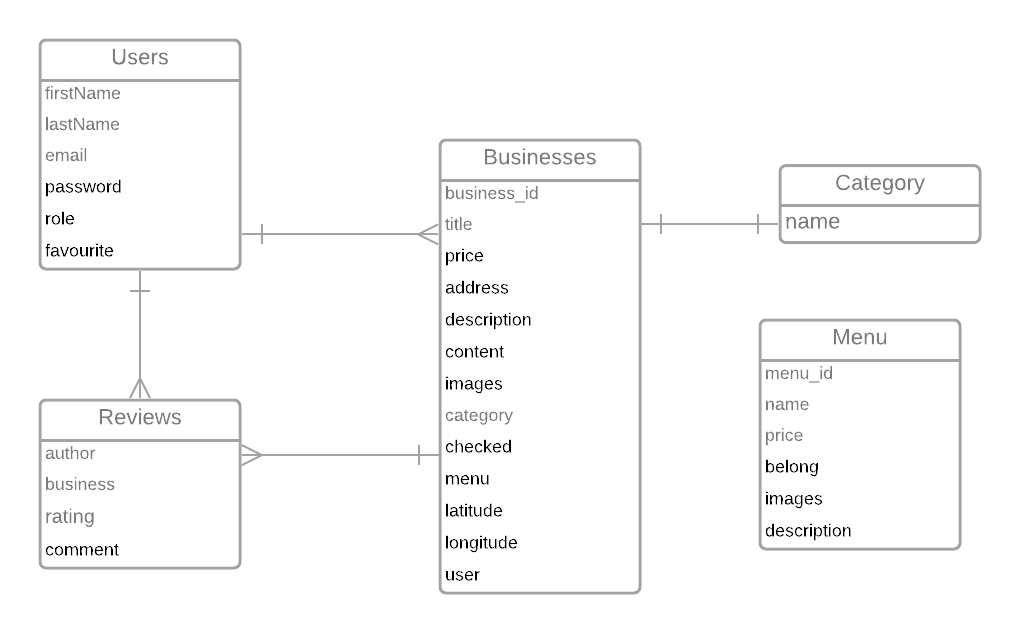 Users
firstName
lastName
email
password
role
favourite
Businesses
business_id
title
price
address
description
content
images
category
checked
menu
latitude
longitude
user
Category
name
Menu
menu_id
name
price
belong
images
description
Reviews
author
business
rating
comment